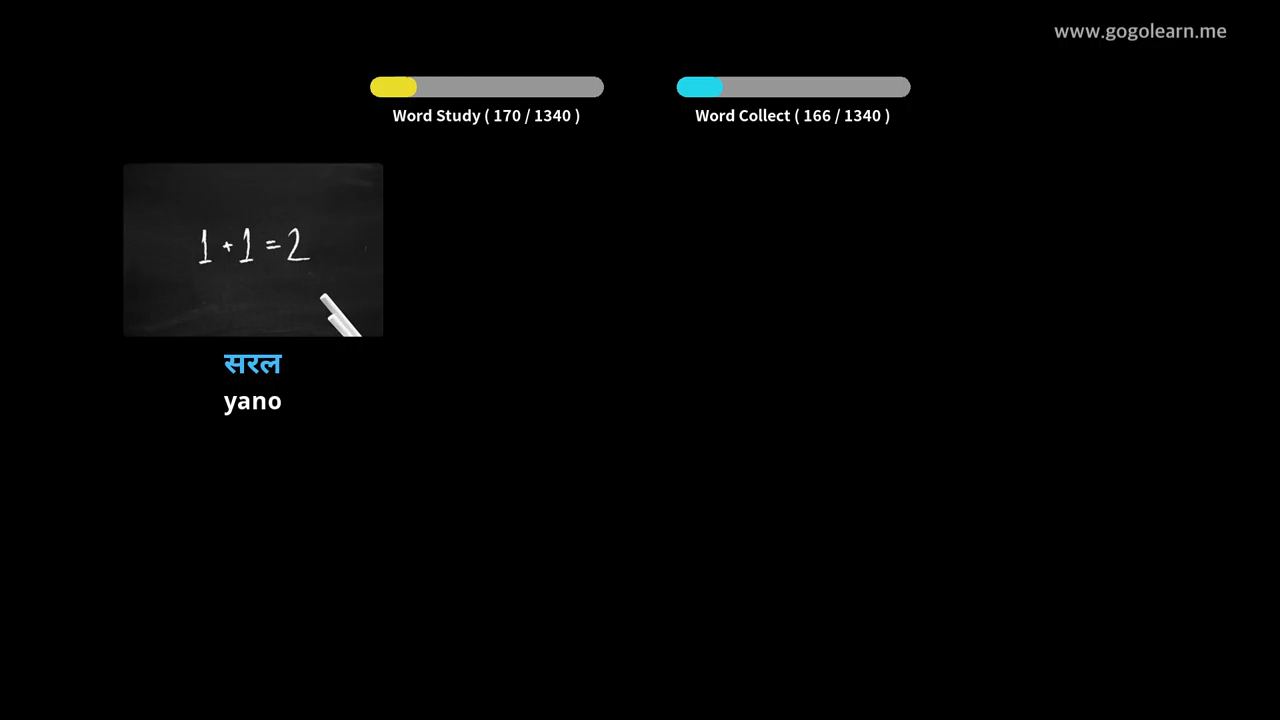 www.gogolearn.me
Word Study ( 170 / 1340 )
Word Collect ( 166 / 1340 )
1 + 1 = 2
सरल
yano